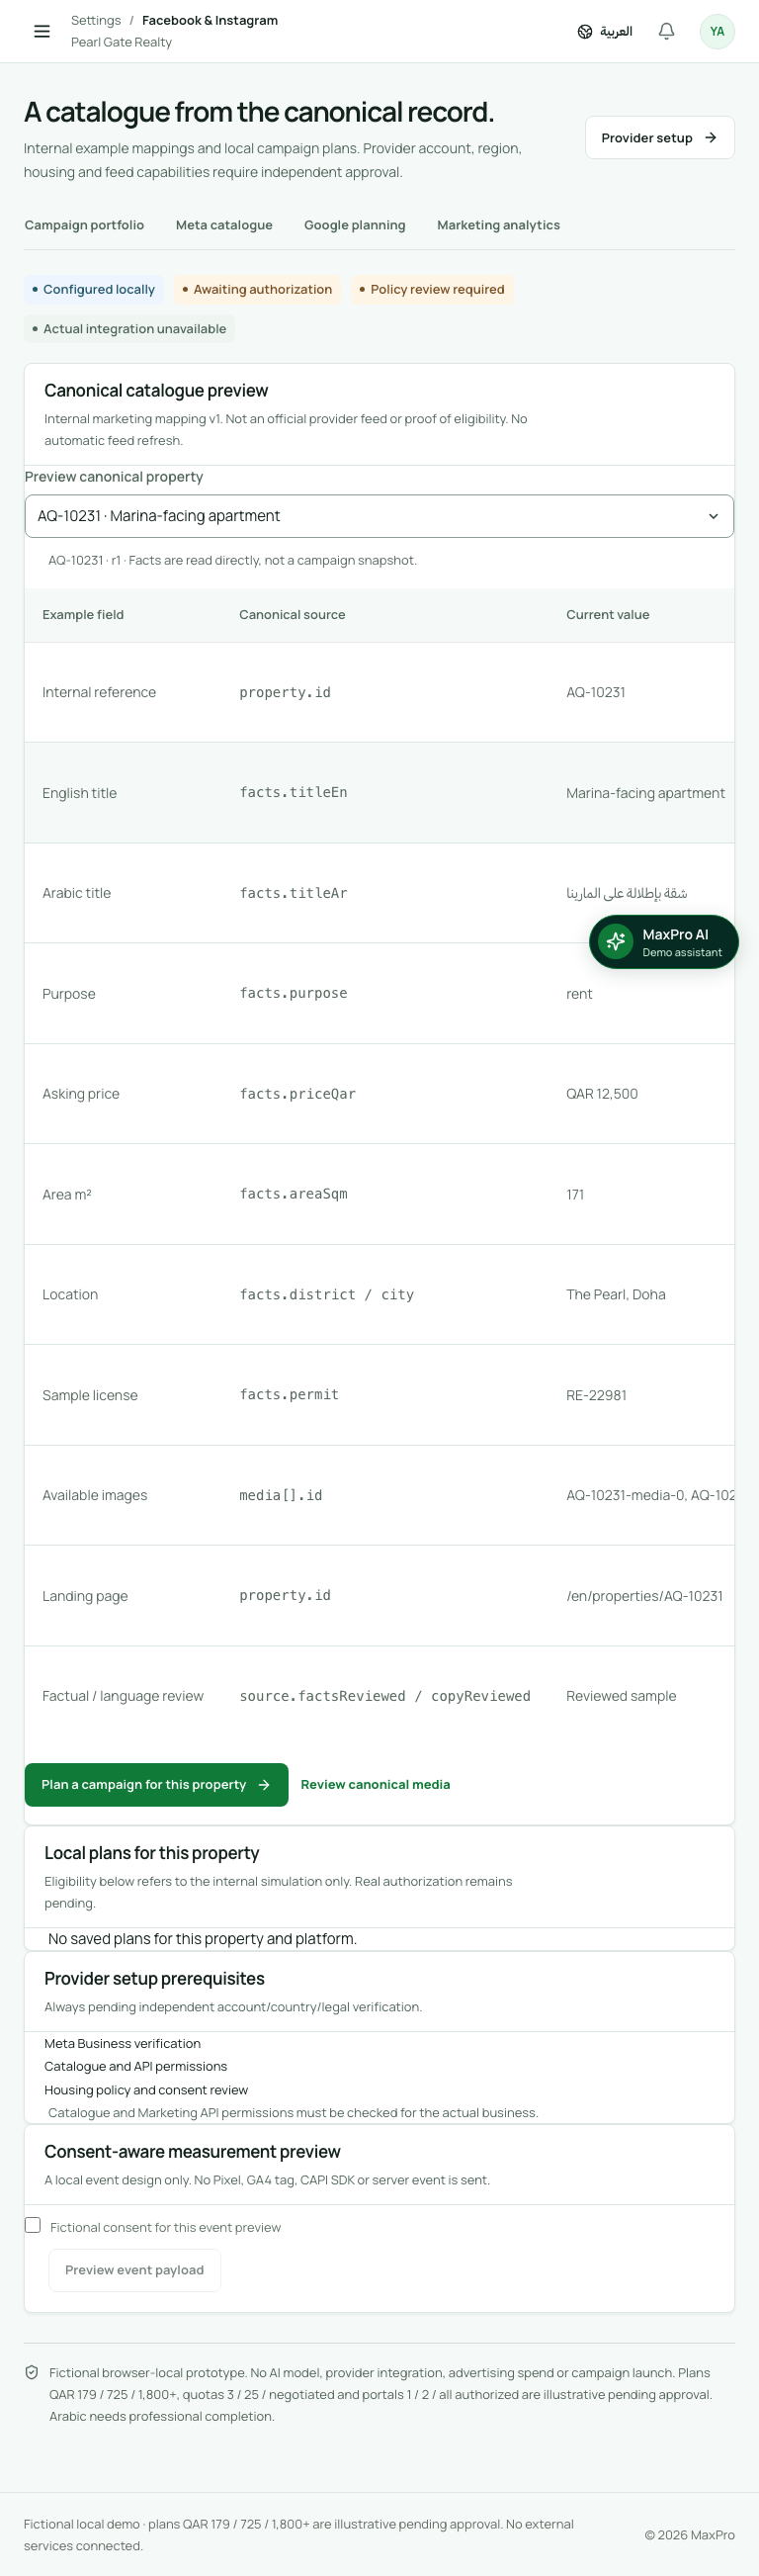 Settings / Facebook & Instagram
Pearl Gate Realty
العربية
YA
A catalogue from the canonical record.
Internal example mappings and local campaign plans. Provider account, region,
housing and feed capabilities require independent approval.
Provider setup
Campaign portfolio Meta catalogue Google planning Marketing analytics
Configured locally Awaiting authorization Policy review required
Actual integration unavailable
Canonical catalogue preview
Internal marketing mapping v1. Not an official provider feed or proof of eligibility. No
automatic feed refresh.
Preview canonical property
AQ-10231 · Marina-facing apartment
AQ-10231 · r1 · Facts are read directly, not a campaign snapshot.
Example field Canonical source Current value
Internal reference property.id AQ-10231
English title facts.titleEn Marina-facing apartment
Arabic title facts.titleAr شقة بإطلالة على المارينا
MaxPro AI
Demo assistant
Purpose facts.purpose rent
Asking price facts.priceQar QAR 12,500
Area m² facts.areaSqm 171
Location facts.district / city The Pearl, Doha
Sample license facts.permit RE-22981
Available images media[].id AQ-10231-media-0, AQ-102
Landing page property.id /en/properties/AQ-10231
Factual / language review source.factsReviewed / copyReviewed Reviewed sample
Plan a campaign for this property Review canonical media
Local plans for this property
Eligibility below refers to the internal simulation only. Real authorization remains
pending.
No saved plans for this property and platform.
Provider setup prerequisites
Always pending independent account/country/legal verification.
Meta Business verification
Catalogue and API permissions
Housing policy and consent review
Catalogue and Marketing API permissions must be checked for the actual business.
Consent-aware measurement preview
A local event design only. No Pixel, GA4 tag, CAPI SDK or server event is sent.
Fictional consent for this event preview
Preview event payload
Fictional browser-local prototype. No AI model, provider integration, advertising spend or campaign launch. Plans
QAR 179 / 725 / 1,800+, quotas 3 / 25 / negotiated and portals 1 / 2 / all authorized are illustrative pending approval.
Arabic needs professional completion.
Fictional local demo · plans QAR 179 / 725 / 1,800+ are illustrative pending approval. No external
services connected.
© 2026 MaxPro